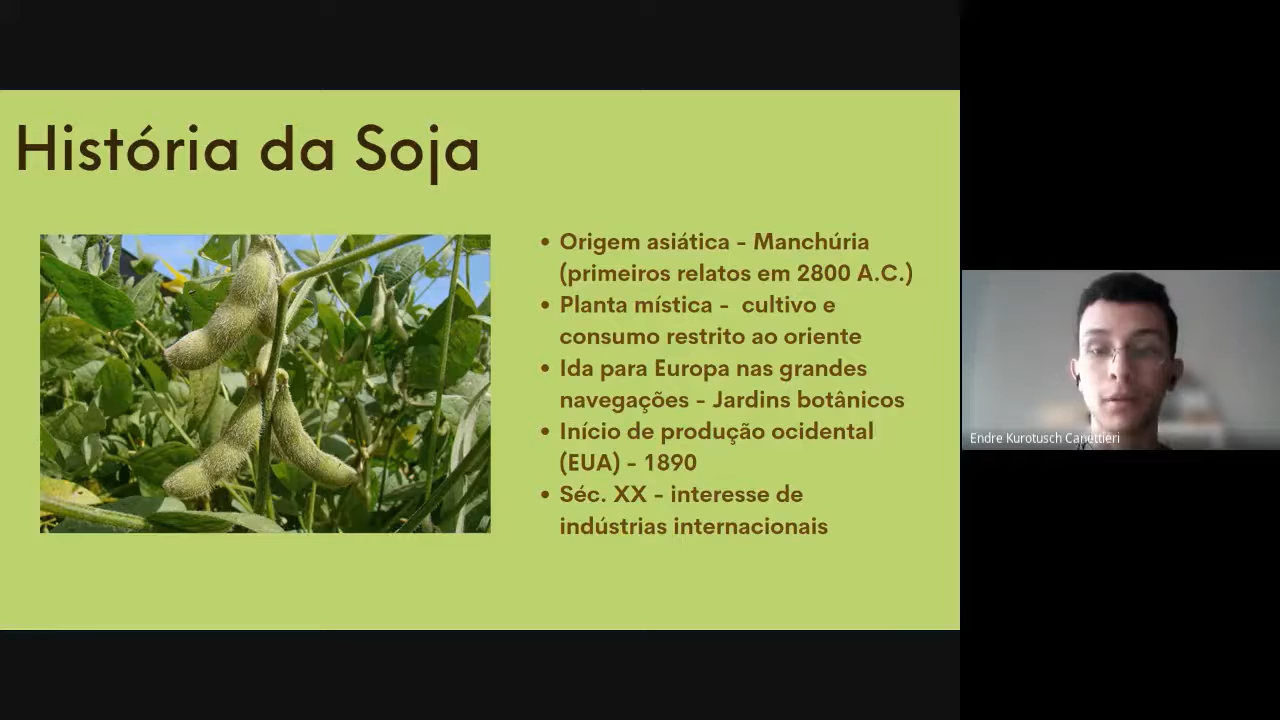 História da Soja
• Origem asiática - Manchúria
(primeiros relatos em 2800 A.C.)
• Planta mística -  cultivo e
consumo restrito ao oriente
• Ida para Europa nas grandes
navegações - Jardins botânicos
• Início de produção ocidental
(EUA) - 1890
• Séc. XX - interesse de
indústrias internacionais
Endre Kurotusch Canettieri